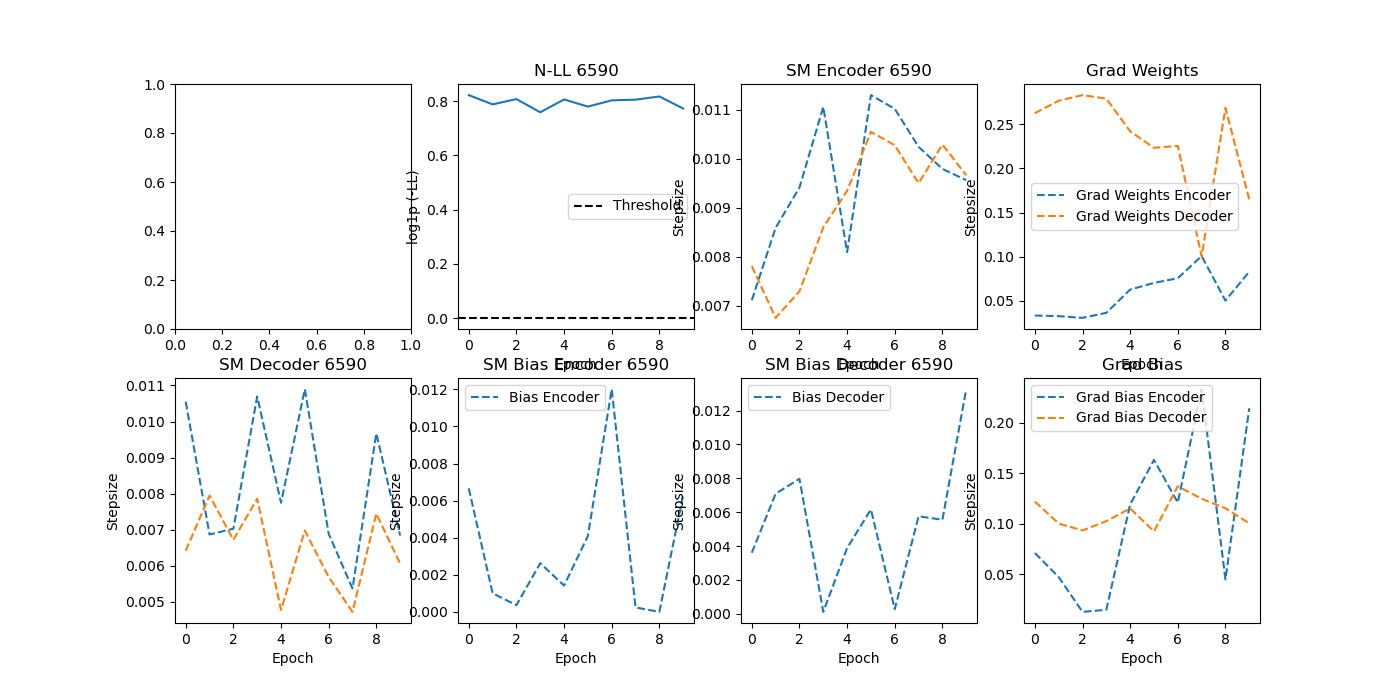 N-LL 6590
SM Encoder 6590
Grad Weights
1.0
0.8
0.6
0.4
0.2
0.0
0.0 0.2 0.4 0.6 0.8 1.0
log1p (-LL)
0.8
0.6
0.4
0.2
0.0
Threshold
0 2 4 6 8
Epoch
Stepsize
0.011
0.010
0.009
0.008
0.007
0 2 4 6 8
Epoch
Stepsize
0.25
0.20
0.15
0.10
0.05
Grad Weights Encoder
Grad Weights Decoder
0 2 4 6 8
Epoch
SM Decoder 6590
SM Bias Encoder 6590
SM Bias Decoder 6590
Grad Bias
Stepsize
0.011
0.010
0.009
0.008
0.007
0.006
0.005
0 2 4 6 8
Epoch
Stepsize
0.012
0.010
0.008
0.006
0.004
0.002
0.000
Bias Encoder
0 2 4 6 8
Epoch
Stepsize
0.012
0.010
0.008
0.006
0.004
0.002
0.000
Bias Decoder
0 2 4 6 8
Epoch
Stepsize
0.20
0.15
0.10
0.05
Grad Bias Encoder
Grad Bias Decoder
0 2 4 6 8
Epoch